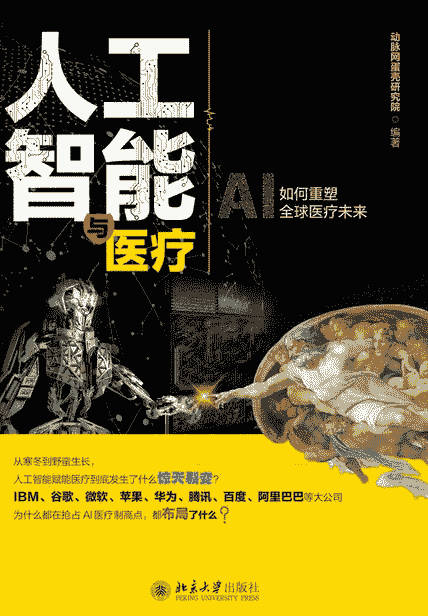 人工
智能
与
医疗
动脉网蛋壳研究院 编著
AI
如何重塑
全球医疗未来
从寒冬到野蛮生长，
人工智能赋能医疗到底发生了什么惊天裂变？
IBM、谷歌、微软、苹果、华为、腾讯、百度、阿里巴巴等大公司
为什么都在抢占 AI 医疗制高点，都布局了什么？
北京大学出版社
PEKING UNIVERSITY PRESS